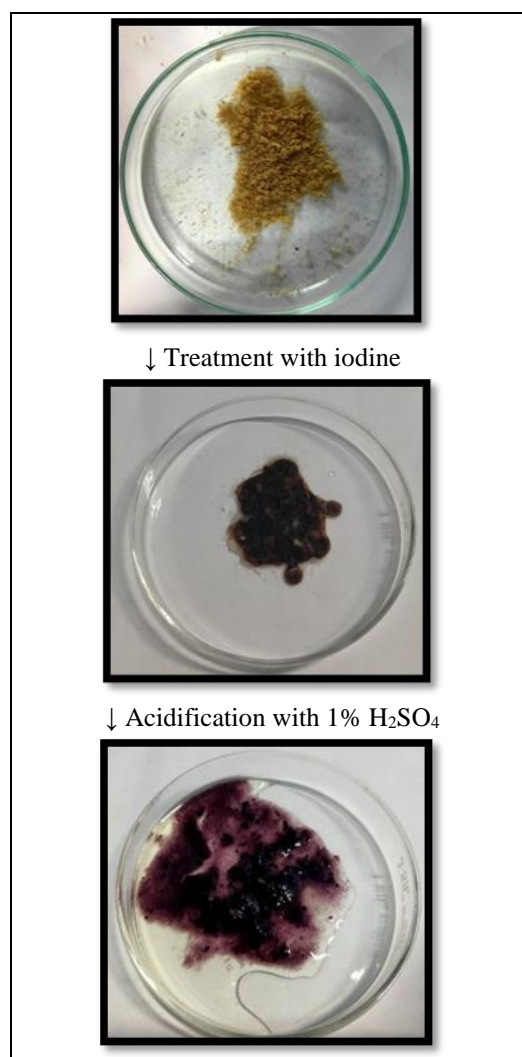 ↓ Treatment with iodine
↓ Acidification with 1% H₂SO₄